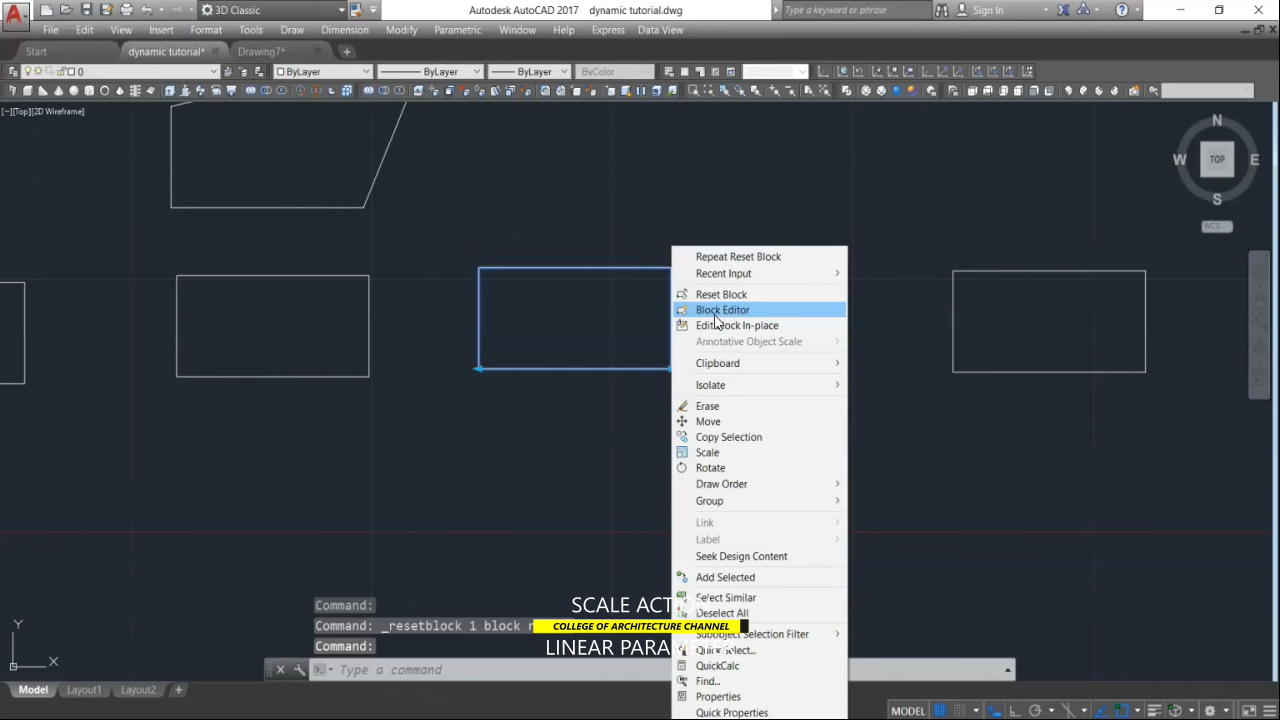 3D Classic
Autodesk AutoCAD 2017 dynamic tutorial.dwg
Type a keyword or phrase
Sign In
File Edit View Insert Format Tools Draw Dimension Modify Parametric Window Help Express Data View
Start
dynamic tutorial*
Drawing7*
0
ByLayer
ByLayer
ByLayer
ByColor
[−][Top][2D Wireframe]
N
W TOP E
S
WCS
Repeat Reset Block
Recent Input
Reset Block
Block Editor
Edit Block In-place
Annotative Object Scale
Clipboard
Isolate
Erase
Move
Copy Selection
Scale
Rotate
Draw Order
Group
Link
Label
Seek Design Content
Add Selected
Select Similar
Deselect All
Subobject Selection Filter
Quick Select...
QuickCalc
Find...
Properties
Quick Properties
SCALE ACTION
COLLEGE OF ARCHITECTURE CHANNEL
LINEAR PARAM
Command:
Command: _resetblock 1 block
Command:
Type a command
Y
X
Model Layout1 Layout2
MODEL